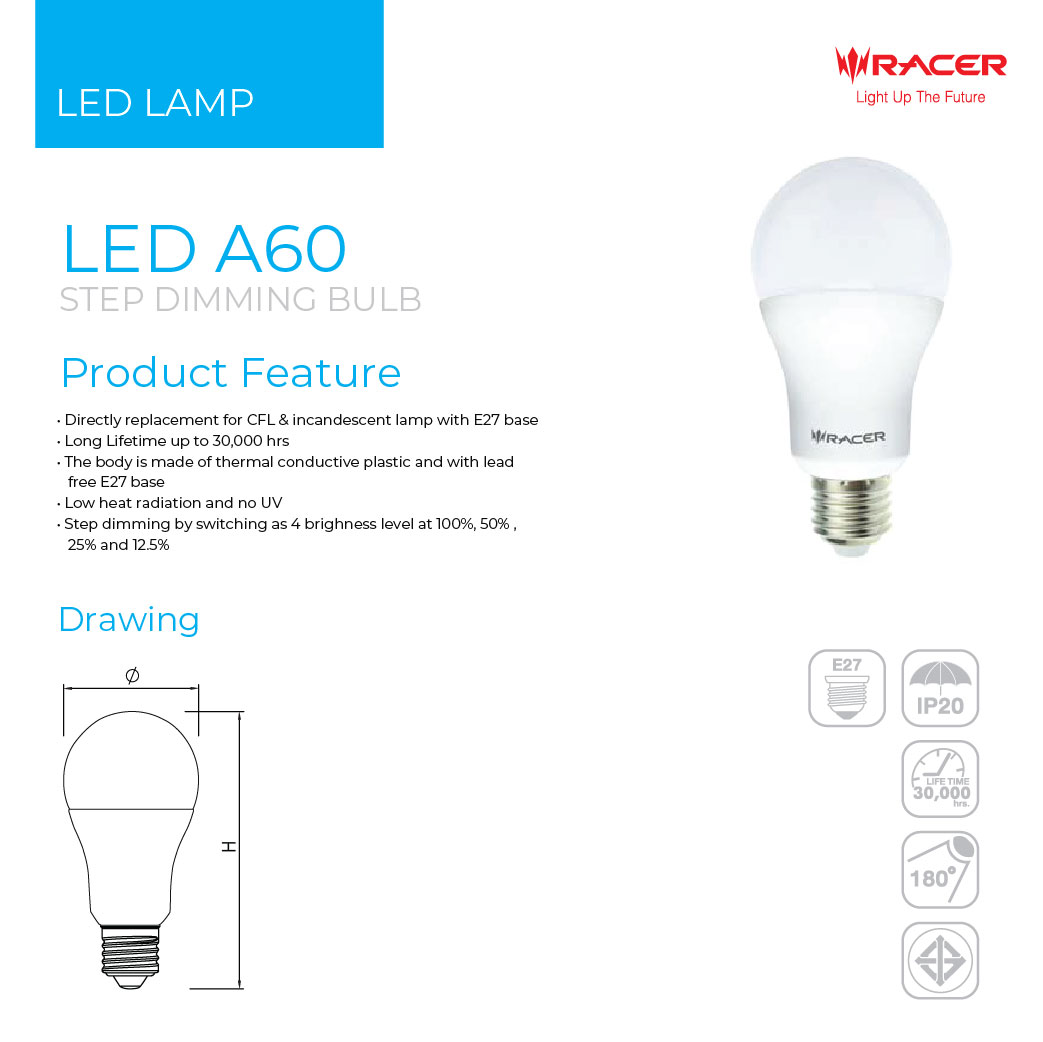 LED LAMP
RACER
Light Up The Future
LED A60
STEP DIMMING BULB
Product Feature
• Directly replacement for CFL & incandescent lamp with E27 base
• Long Lifetime up to 30,000 hrs
• The body is made of thermal conductive plastic and with lead
free E27 base
• Low heat radiation and no UV
• Step dimming by switching as 4 brighness level at 100%, 50% ,
25% and 12.5%
RACER
Drawing
Ø
H
E27
IP20
LIFE TIME
30,000
hrs.
180°